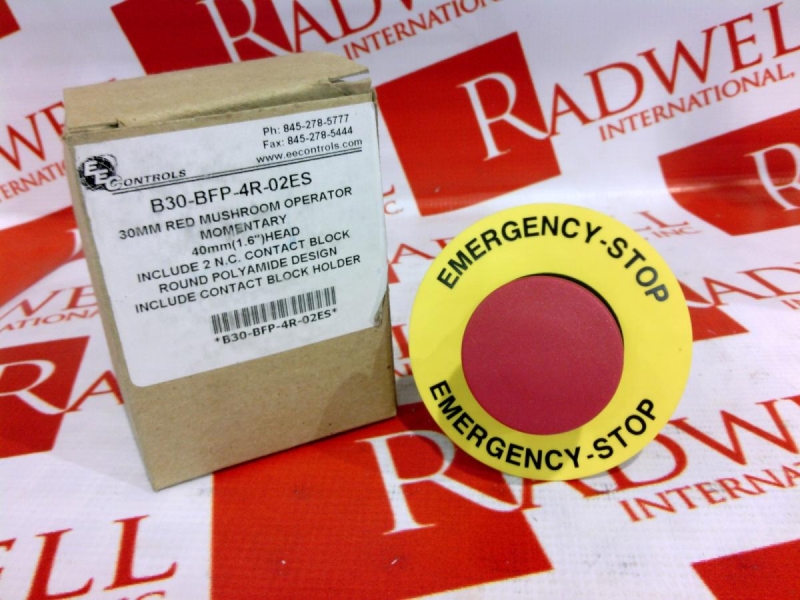 RADWELL
INTERNATIONAL,
RADWELL
INTERNATIONAL,
Ph: 845-278-5777
Fax: 845-278-5444
www.eecontrols.com
EE CONTROLS
B30-BFP-4R-02ES
30MM RED MUSHROOM OPERATOR
MOMENTARY
40mm(1.6")HEAD
INCLUDE 2 N.C. CONTACT BLOCK
ROUND POLYAMIDE DESIGN
INCLUDE CONTACT BLOCK HOLDER
*B30-BFP-4R-02ES*
EMERGENCY-STOP
EMERGENCY-STOP
RADWELL
INTERNATIONAL